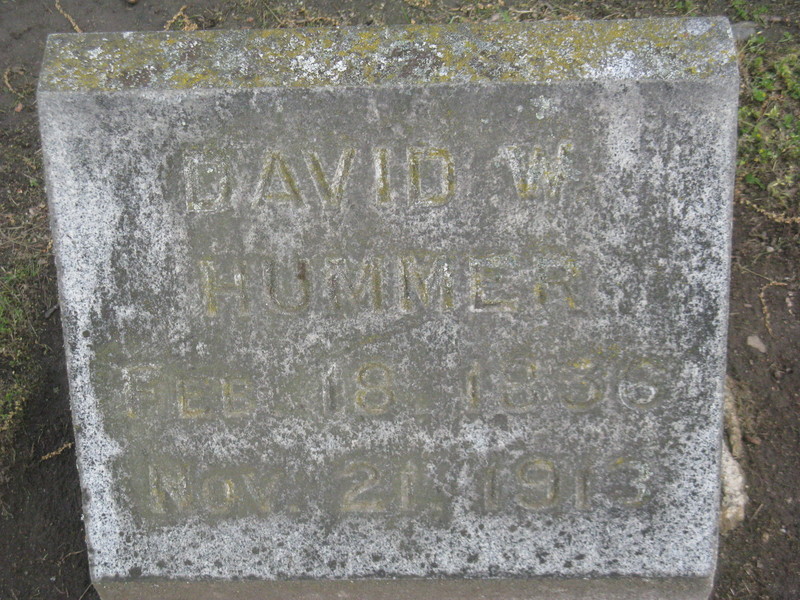 DAVID W.
HUMMER
FEB. 18, 1836
NOV. 21, 1913